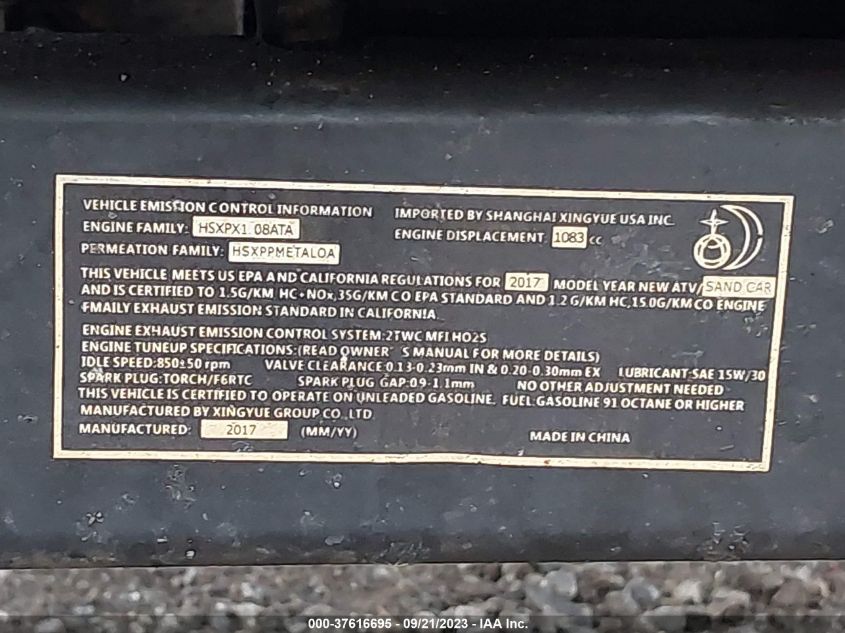 VEHICLE EMISSION CONTROL INFORMATION
IMPORTED BY SHANGHAI XINGYUE USA INC.
ENGINE FAMILY: HSXPX1.08ATA
ENGINE DISPLACEMENT: 1083 cc
PERMEATION FAMILY: HSXPPMETALOA
THIS VEHICLE MEETS US EPA AND CALIFORNIA REGULATIONS FOR 2017 MODEL YEAR NEW ATV/SAND CAR
AND IS CERTIFIED TO 1.5G/KM HC+NOx,35G/KM CO EPA STANDARD AND 1.2 G/KM HC,15.0G/KM CO ENGINE
FMAILY EXHAUST EMISSION STANDARD IN CALIFORNIA.
ENGINE EXHAUST EMISSION CONTROL SYSTEM:2TWC MFI HO2S
ENGINE TUNEUP SPECIFICATIONS:(READ OWNER´S MANUAL FOR MORE DETAILS)
IDLE SPEED:850±50 rpm VALVE CLEARANCE 0.13-0.23mm IN & 0.20-0.30mm EX LUBRICANT:SAE 15W/30
SPARK PLUG:TORCH/F6RTC SPARK PLUG GAP:0.9-1.1mm NO OTHER ADJUSTMENT NEEDED
THIS VEHICLE IS CERTIFIED TO OPERATE ON UNLEADED GASOLINE. FUEL:GASOLINE 91 OCTANE OR HIGHER
MANUFACTURED BY XINGYUE GROUP CO.,LTD
MANUFACTURED: 2017 (MM/YY) MADE IN CHINA
000-37616695 - 09/21/2023 - IAA Inc.